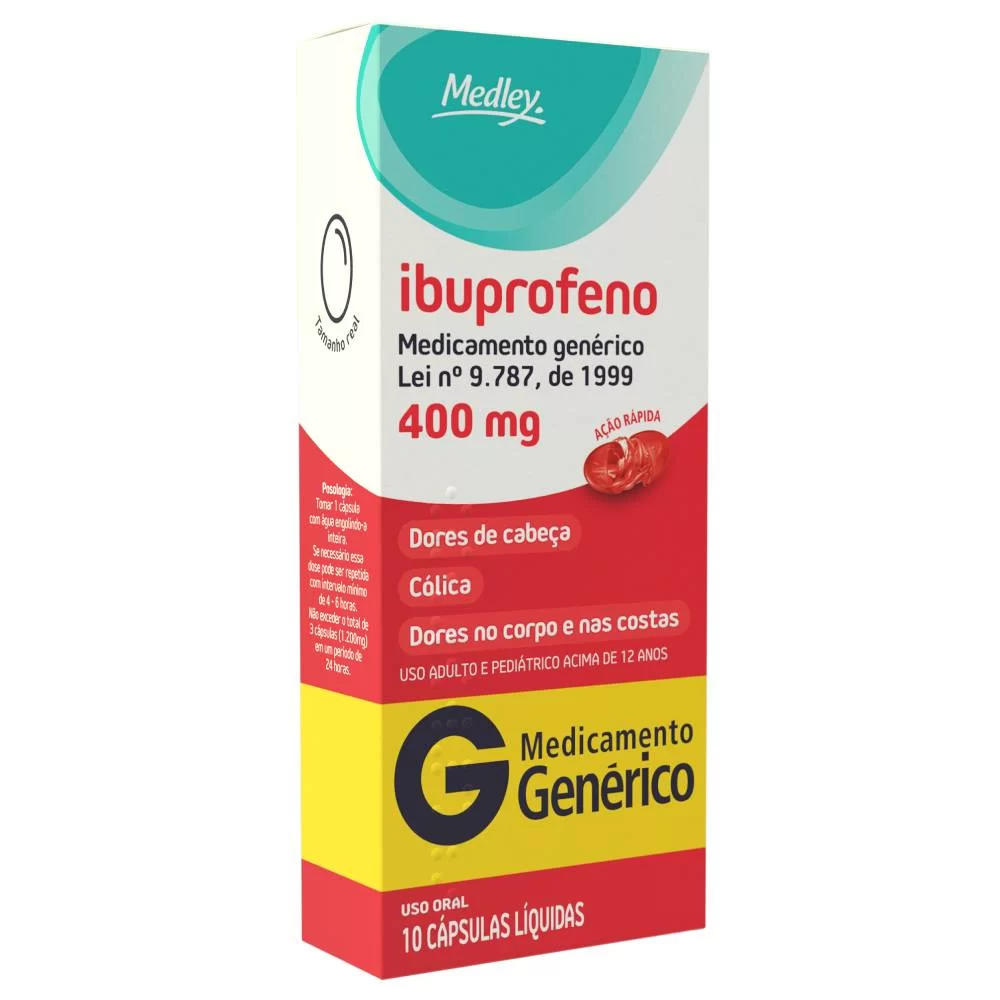 Medley.
ibuprofeno
Medicamento genérico
Lei nº 9.787, de 1999
400 mg
AÇÃO RÁPIDA
Dores de cabeça
Cólica
Dores no corpo e nas costas
USO ADULTO E PEDIÁTRICO ACIMA DE 12 ANOS
G
Medicamento
Genérico
USO ORAL
10 CÁPSULAS LÍQUIDAS
Tamanho real
Posologia:
Tomar 1 cápsula
com água engolindo-a
inteira.
Se necessário essa
dose pode ser repetida
com intervalo mínimo
de 4 - 6 horas.
Não exceder o total de
3 cápsulas (1.200mg)
em um período de
24 horas.